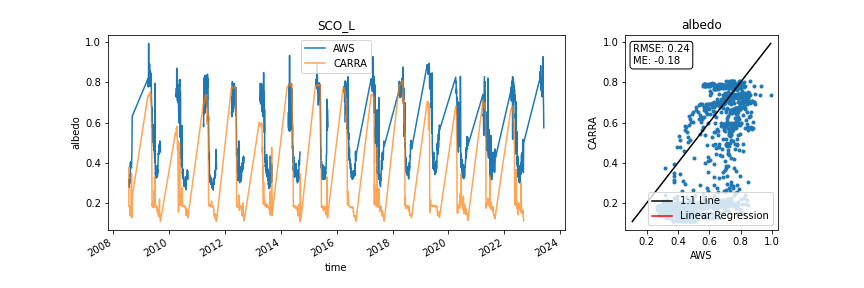 SCO_L
albedo
1.0
0.8
0.6
0.4
0.2
AWS
CARRA
albedo
2008
2010
2012
2014
2016
2018
2020
2022
2024
time
RMSE: 0.24
ME: -0.18
1.0
0.8
0.6
0.4
0.2
CARRA
1:1 Line
Linear Regression
0.2
0.4
0.6
0.8
1.0
AWS